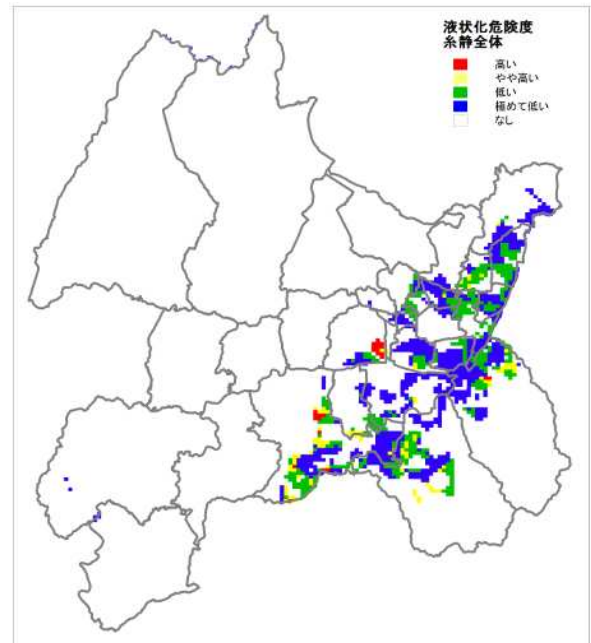 液状化危険度
糸静全体
高い
やや高い
低い
極めて低い
なし